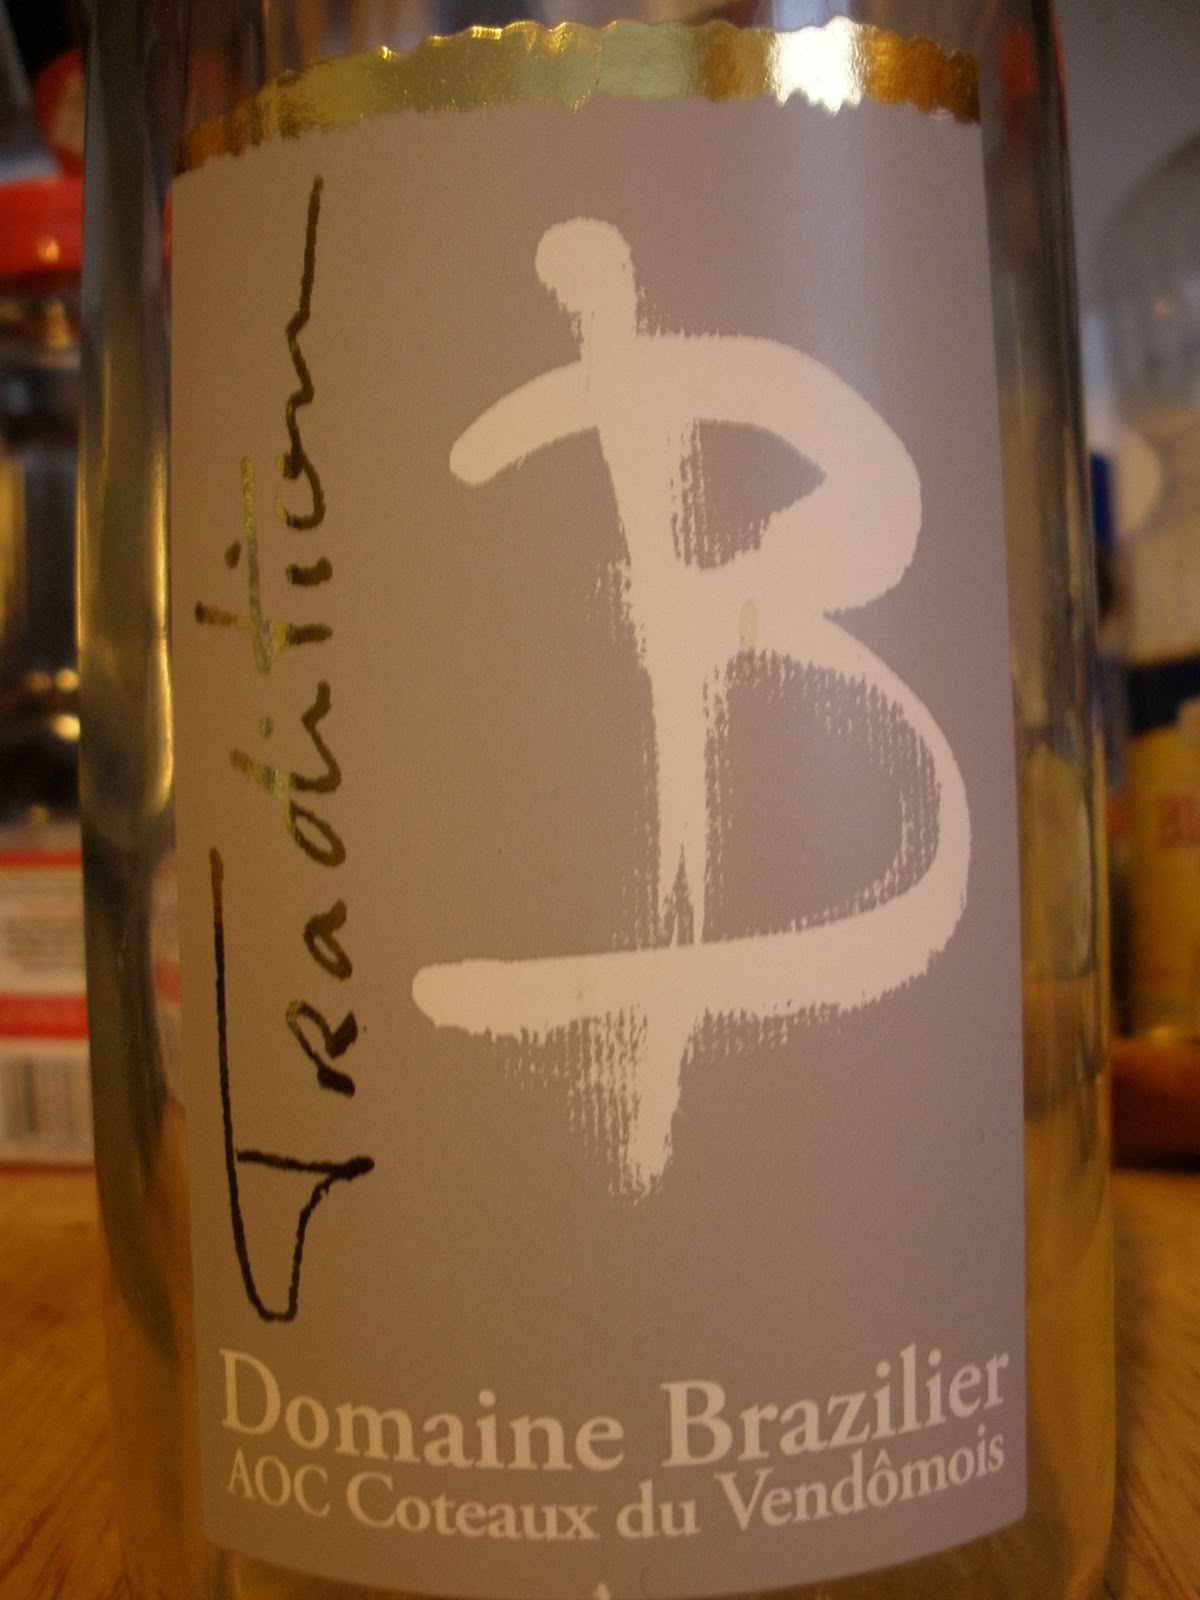 Tradition
B
Domaine Brazilier
AOC Coteaux du Vendômois